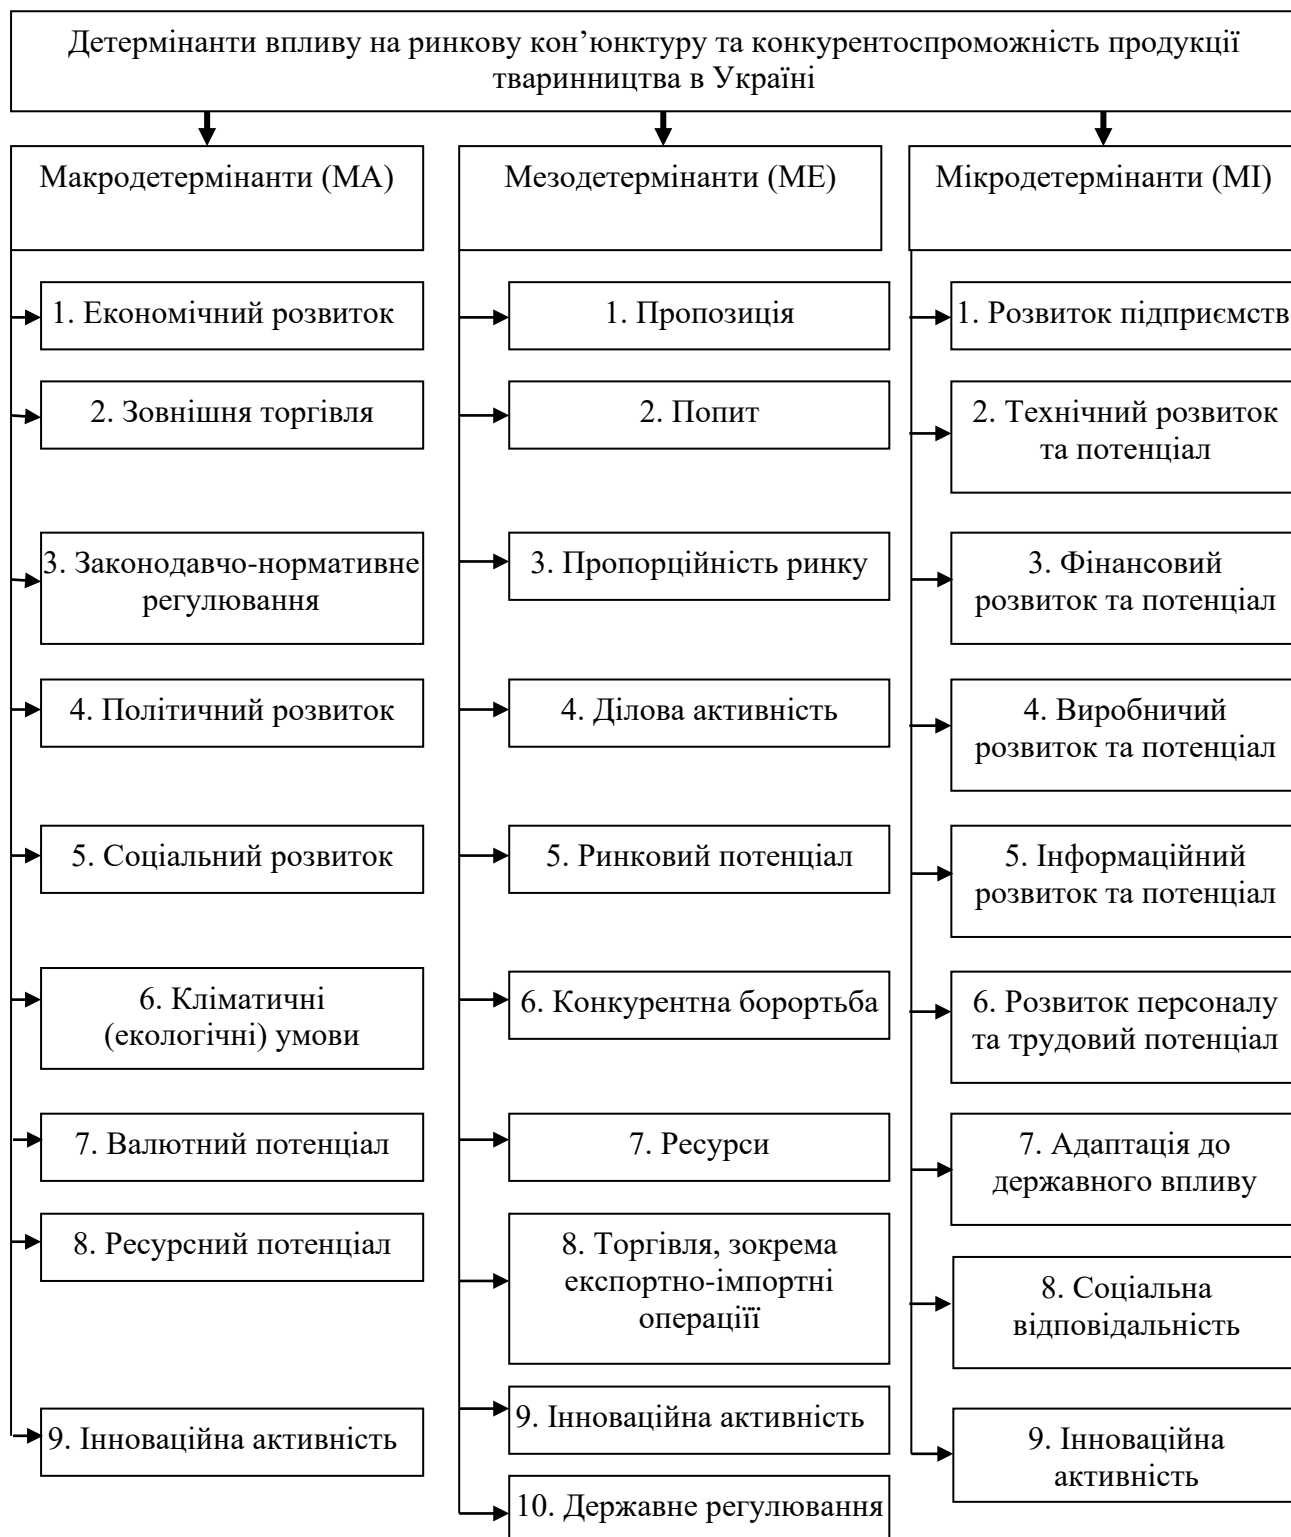 Детермінанти впливу на ринкову кон’юнктуру та конкурентоспроможність продукції
тваринництва в Україні
Макродетермінанти (МА)
1. Економічний розвиток
2. Зовнішня торгівля
3. Законодавчо-нормативне
регулювання
4. Політичний розвиток
5. Соціальний розвиток
6. Кліматичні
(екологічні) умови
7. Валютний потенціал
8. Ресурсний потенціал
9. Інноваційна активність
Мезодетермінанти (МЕ)
1. Пропозиція
2. Попит
3. Пропорційність ринку
4. Ділова активність
5. Ринковий потенціал
6. Конкурентна борортьба
7. Ресурси
8. Торгівля, зокрема
експортно-імпортні
операціїї
9. Інноваційна активність
10. Державне регулювання
Мікродетермінанти (МІ)
1. Розвиток підприємств
2. Технічний розвиток
та потенціал
3. Фінансовий
розвиток та потенціал
4. Виробничий
розвиток та потенціал
5. Інформаційний
розвиток та потенціал
6. Розвиток персоналу
та трудовий потенціал
7. Адаптація до
державного впливу
8. Соціальна
відповідальність
9. Інноваційна
активність